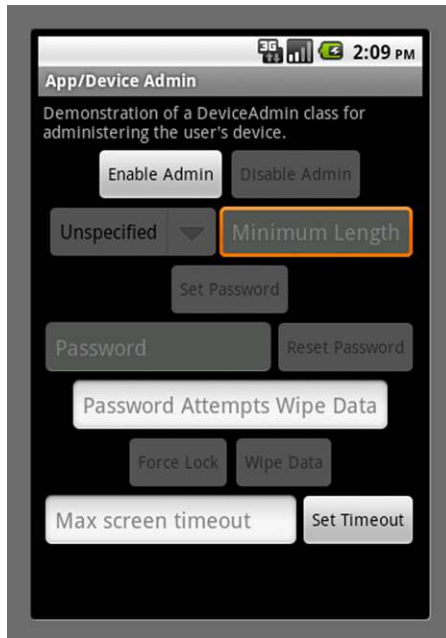 3G 2:09 PM
App/Device Admin
Demonstration of a DeviceAdmin class for
administering the user's device.
Enable Admin Disable Admin
Unspecified Minimum Length
Set Password
Password Reset Password
Password Attempts Wipe Data
Force Lock Wipe Data
Max screen timeout Set Timeout